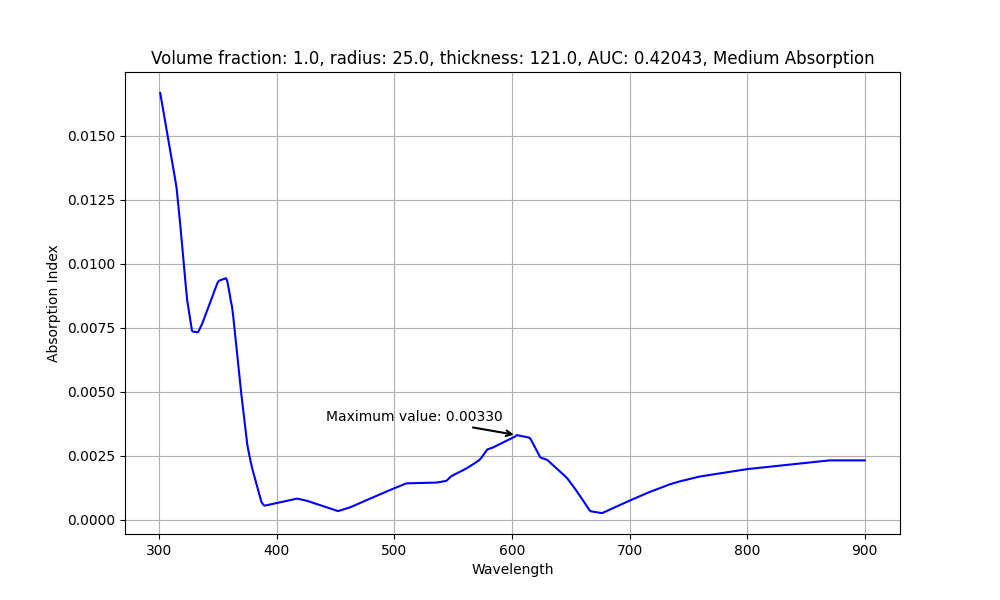 Volume fraction: 1.0, radius: 25.0, thickness: 121.0, AUC: 0.42043, Medium Absorption
0.0150
0.0125
0.0100
0.0075
0.0050
0.0025
0.0000
Absorption Index
Maximum value: 0.00330
300 400 500 600 700 800 900
Wavelength